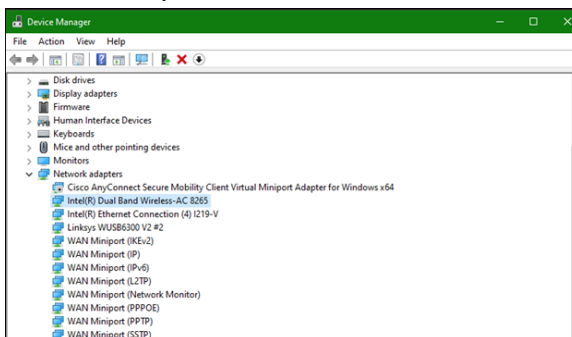 Device Manager
File Action View Help
Disk drives
Display adapters
Firmware
Human Interface Devices
Keyboards
Mice and other pointing devices
Monitors
Network adapters
Cisco AnyConnect Secure Mobility Client Virtual Miniport Adapter for Windows x64
Intel(R) Dual Band Wireless-AC 8265
Intel(R) Ethernet Connection (4) I219-V
Linksys WUSB6300 V2 #2
WAN Miniport (IKEv2)
WAN Miniport (IP)
WAN Miniport (IPv6)
WAN Miniport (L2TP)
WAN Miniport (Network Monitor)
WAN Miniport (PPPOE)
WAN Miniport (PPTP)
WAN Miniport (SSTP)